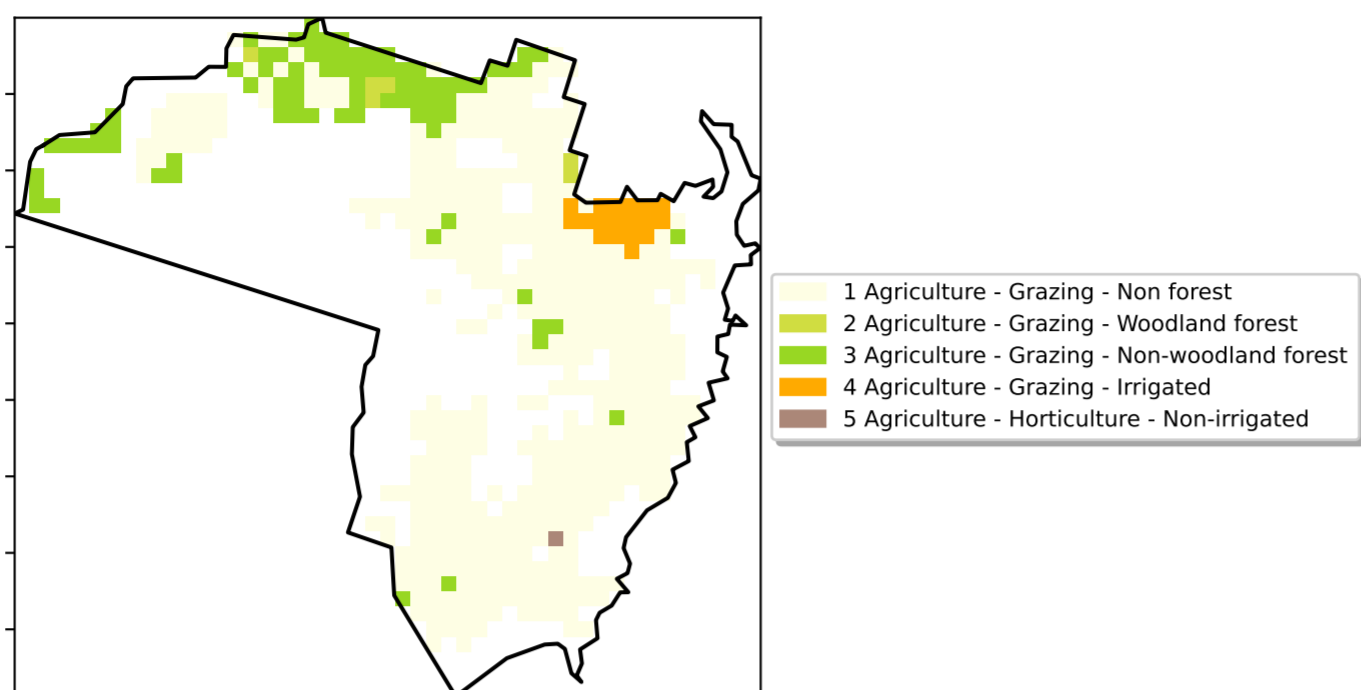 1 Agriculture - Grazing - Non forest
2 Agriculture - Grazing - Woodland forest
3 Agriculture - Grazing - Non-woodland forest
4 Agriculture - Grazing - Irrigated
5 Agriculture - Horticulture - Non-irrigated